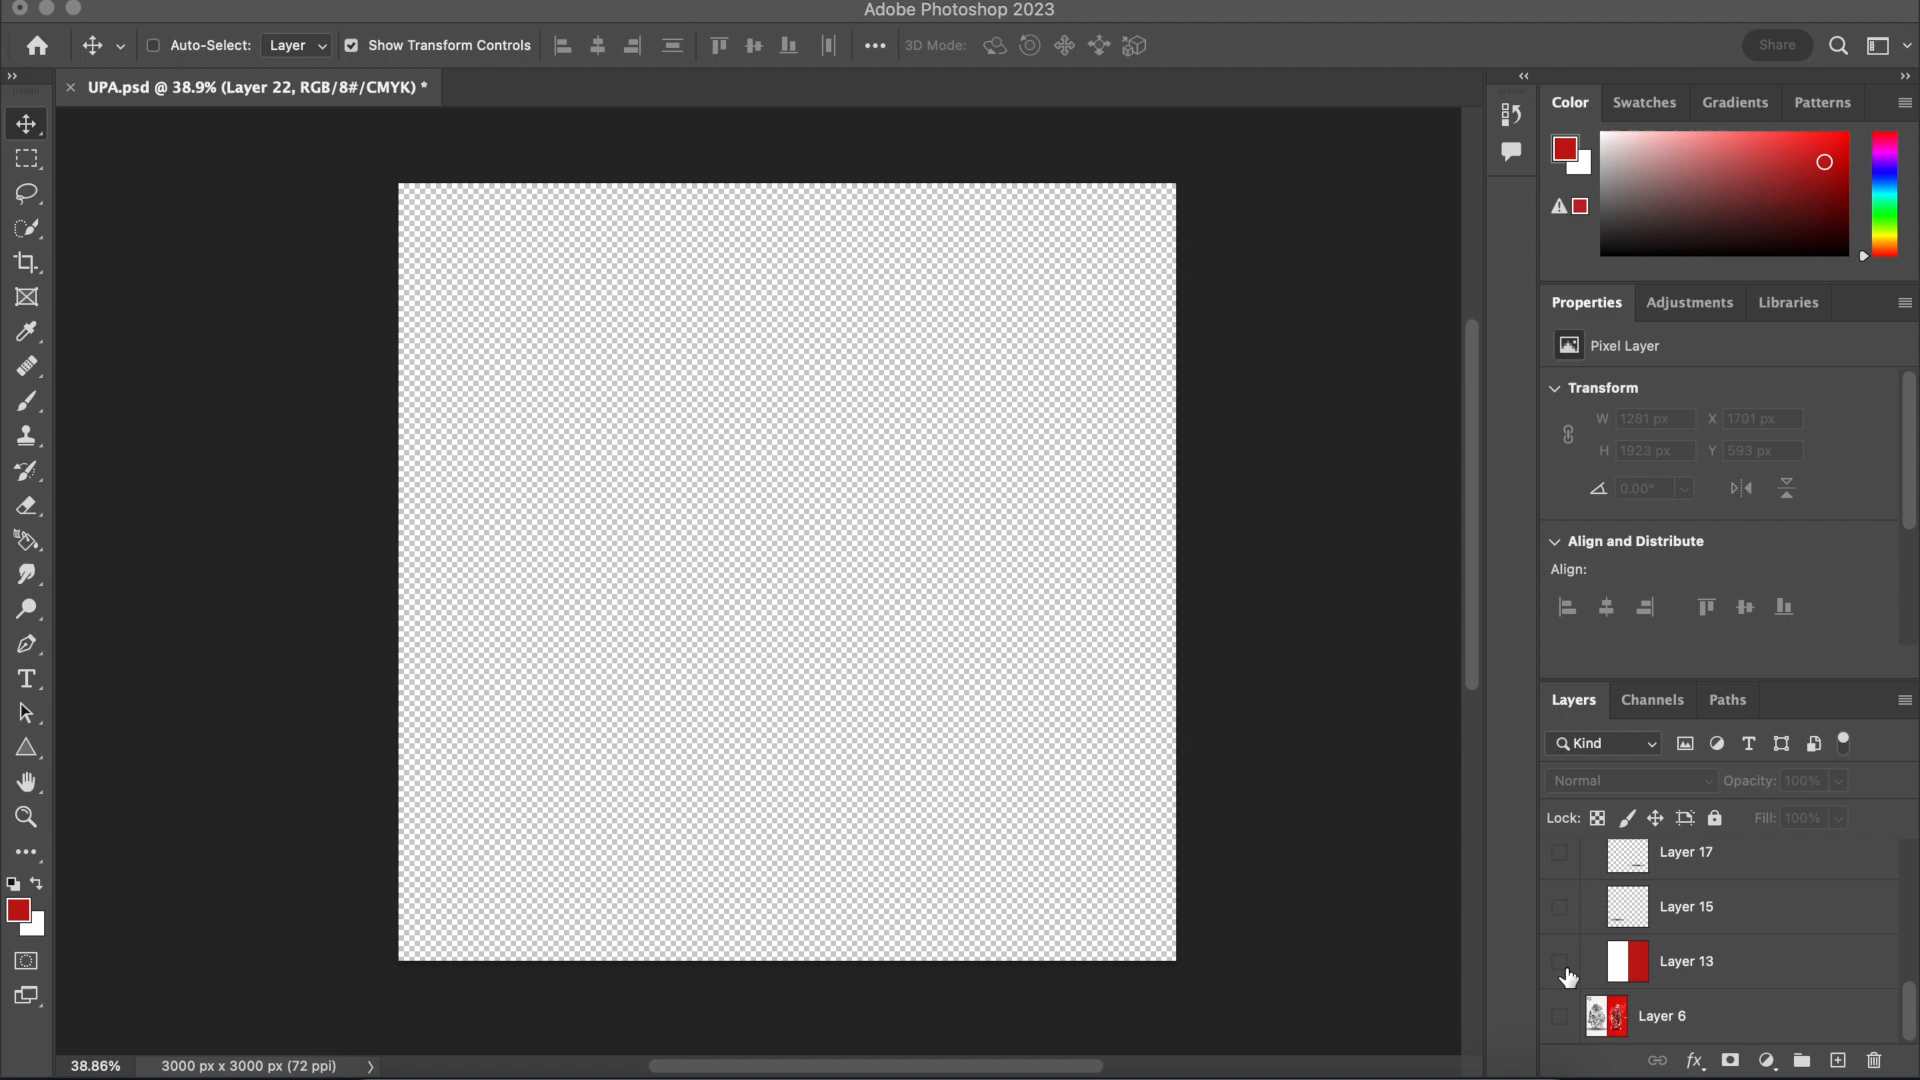 Adobe Photoshop 2023
Auto-Select: Layer Show Transform Controls 3D Mode: Share
UPA.psd @ 38.9% (Layer 22, RGB/8#/CMYK) *
Color Swatches Gradients Patterns
Properties Adjustments Libraries
Pixel Layer
Transform
W 1281 px X 1701 px
H 1923 px Y 593 px
0.00°
Align and Distribute
Align:
Layers Channels Paths
Kind
Normal Opacity: 100%
Lock: Fill: 100%
Layer 17
Layer 15
Layer 13
Layer 6
38.86% 3000 px x 3000 px (72 ppi)